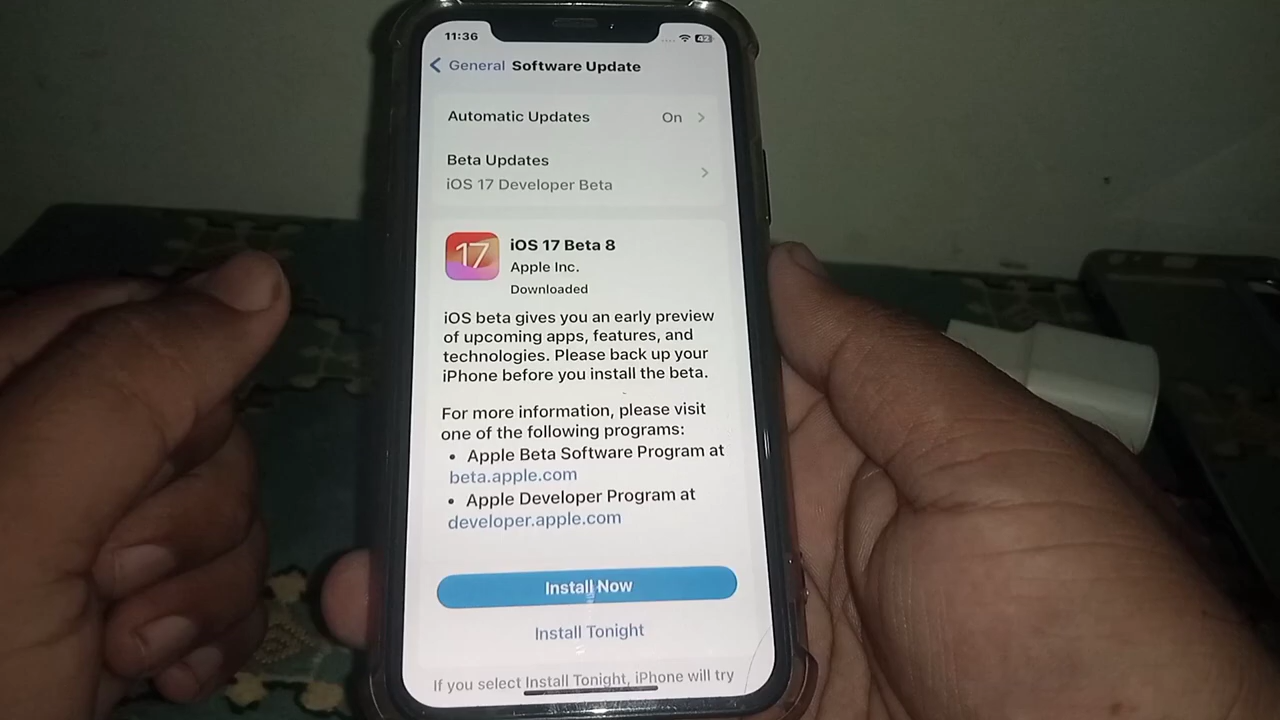 11:36
42
General Software Update
Automatic Updates On
Beta Updates
iOS 17 Developer Beta
17
iOS 17 Beta 8
Apple Inc.
Downloaded
iOS beta gives you an early preview
of upcoming apps, features, and
technologies. Please back up your
iPhone before you install the beta.
For more information, please visit
one of the following programs:
• Apple Beta Software Program at
beta.apple.com
• Apple Developer Program at
developer.apple.com
Install Now
Install Tonight
If you select Install Tonight, iPhone will try